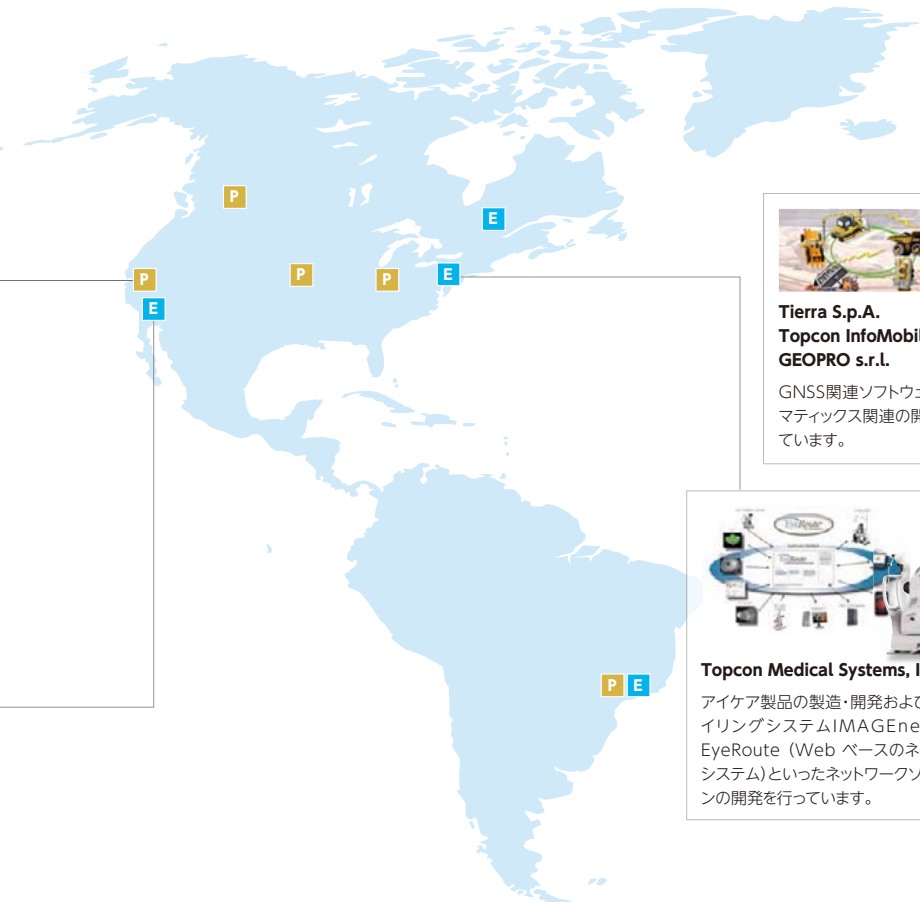 P
E
P
P
P
E
E
Tierra S.p.A.
Topcon InfoMobil
GEOPRO s.r.l.
GNSS関連ソフトウェ
マティックス関連の開
ています。
EyeRoute
P E
Topcon Medical Systems, I
アイケア製品の製造・開発およ
イリングシステムIMAGEne
EyeRoute（Web ベースのネ
システム）といったネットワークソ
ンの開発を行っています。